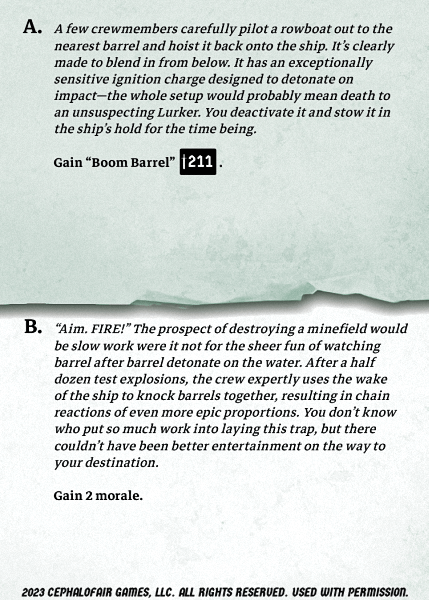 A. A few crewmembers carefully pilot a rowboat out to the
nearest barrel and hoist it back onto the ship. It’s clearly
made to blend in from below. It has an exceptionally
sensitive ignition charge designed to detonate on
impact—the whole setup would probably mean death to
an unsuspecting Lurker. You deactivate it and stow it in
the ship’s hold for the time being.
Gain “Boom Barrel” 211 .
B. “Aim. FIRE!” The prospect of destroying a minefield would
be slow work were it not for the sheer fun of watching
barrel after barrel detonate on the water. After a half
dozen test explosions, the crew expertly uses the wake
of the ship to knock barrels together, resulting in chain
reactions of even more epic proportions. You don’t know
who put so much work into laying this trap, but there
couldn’t have been better entertainment on the way to
your destination.
Gain 2 morale.
2023 CEPHALOFAIR GAMES, LLC. ALL RIGHTS RESERVED. USED WITH PERMISSION.